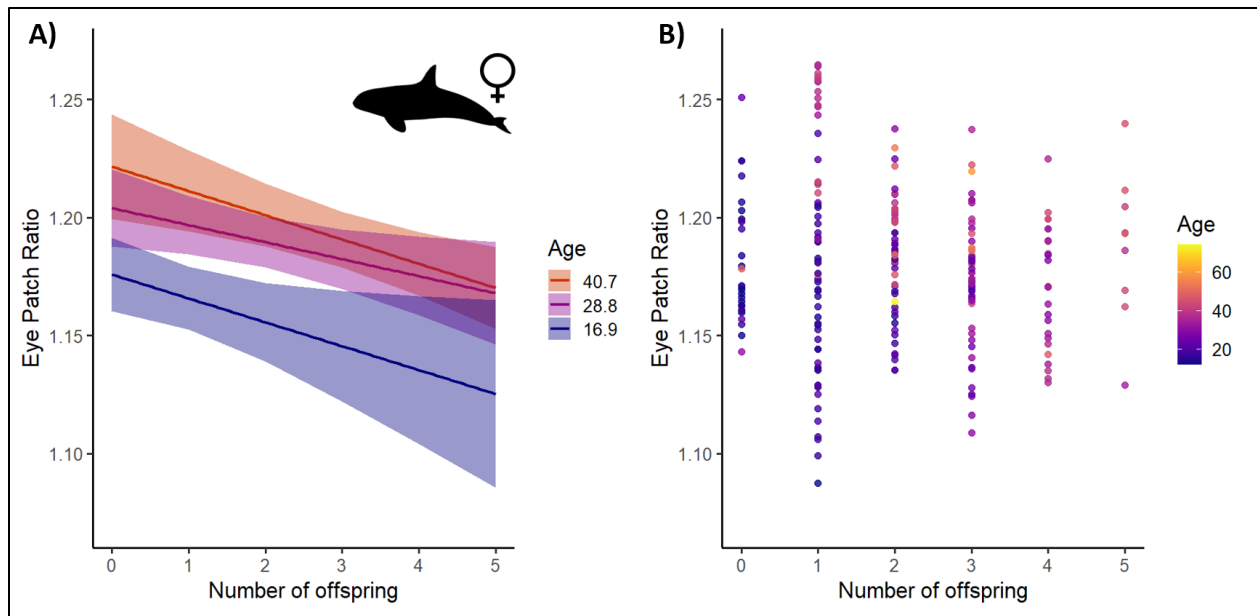 A)
Eye Patch Ratio
1.25
1.20
1.15
1.10
0 1 2 3 4 5
Number of offspring
Age
40.7
28.8
16.9
B)
Eye Patch Ratio
1.25
1.20
1.15
1.10
0 1 2 3 4 5
Number of offspring
Age
60
40
20